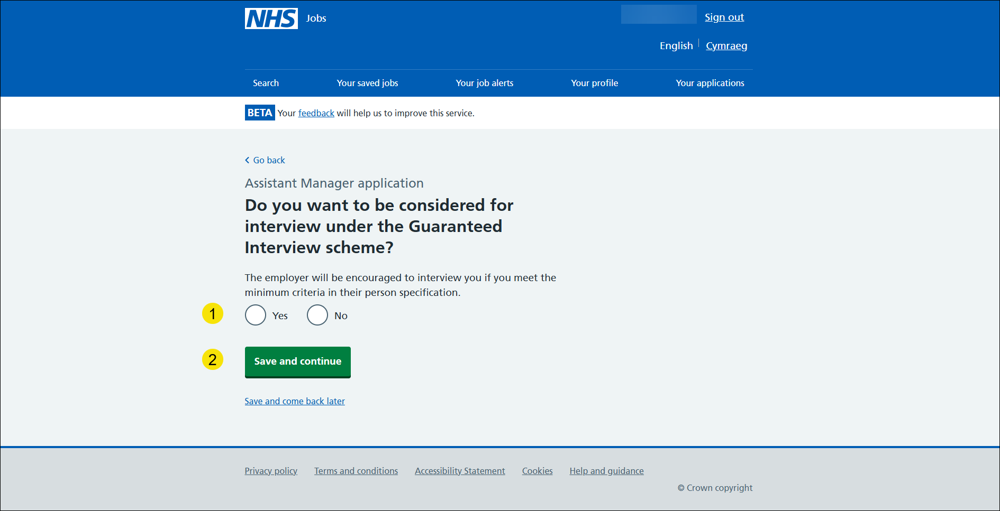 NHS Jobs
Sign out
English Cymraeg
Search Your saved jobs Your job alerts Your profile Your applications
BETA Your feedback will help us to improve this service.
Go back
Assistant Manager application
Do you want to be considered for
interview under the Guaranteed
Interview scheme?
The employer will be encouraged to interview you if you meet the
minimum criteria in their person specification.
1 Yes No
2 Save and continue
Save and come back later
Privacy policy Terms and conditions Accessibility Statement Cookies Help and guidance
© Crown copyright